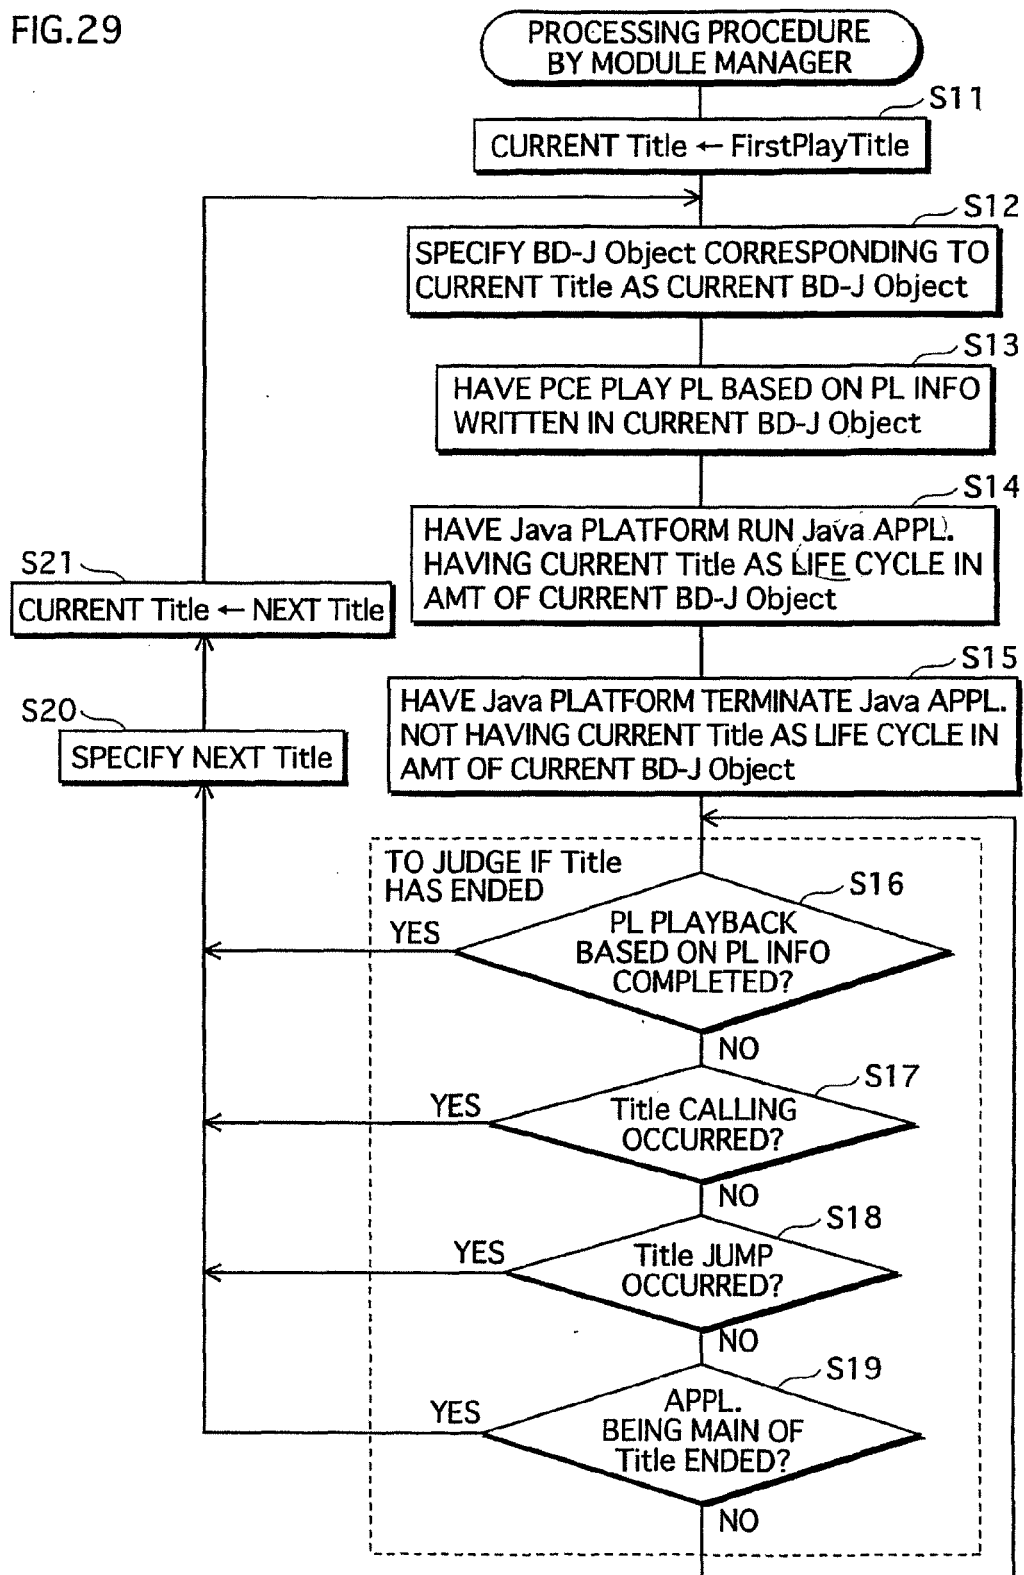 FIG.29
PROCESSING PROCEDURE
BY MODULE MANAGER
S11
CURRENT Title ← FirstPlayTitle
S12
SPECIFY BD-J Object CORRESPONDING TO
CURRENT Title AS CURRENT BD-J Object
S13
HAVE PCE PLAY PL BASED ON PL INFO
WRITTEN IN CURRENT BD-J Object
S14
HAVE Java PLATFORM RUN Java APPL.
HAVING CURRENT Title AS LIFE CYCLE IN
AMT OF CURRENT BD-J Object
S21
CURRENT Title ← NEXT Title
S15
HAVE Java PLATFORM TERMINATE Java APPL.
NOT HAVING CURRENT Title AS LIFE CYCLE IN
AMT OF CURRENT BD-J Object
S20
SPECIFY NEXT Title
TO JUDGE IF Title
HAS ENDED
S16
PL PLAYBACK
BASED ON PL INFO
COMPLETED?
YES
NO
S17
Title CALLING
OCCURRED?
YES
NO
S18
Title JUMP
OCCURRED?
YES
NO
S19
APPL.
BEING MAIN OF
Title ENDED?
YES
NO